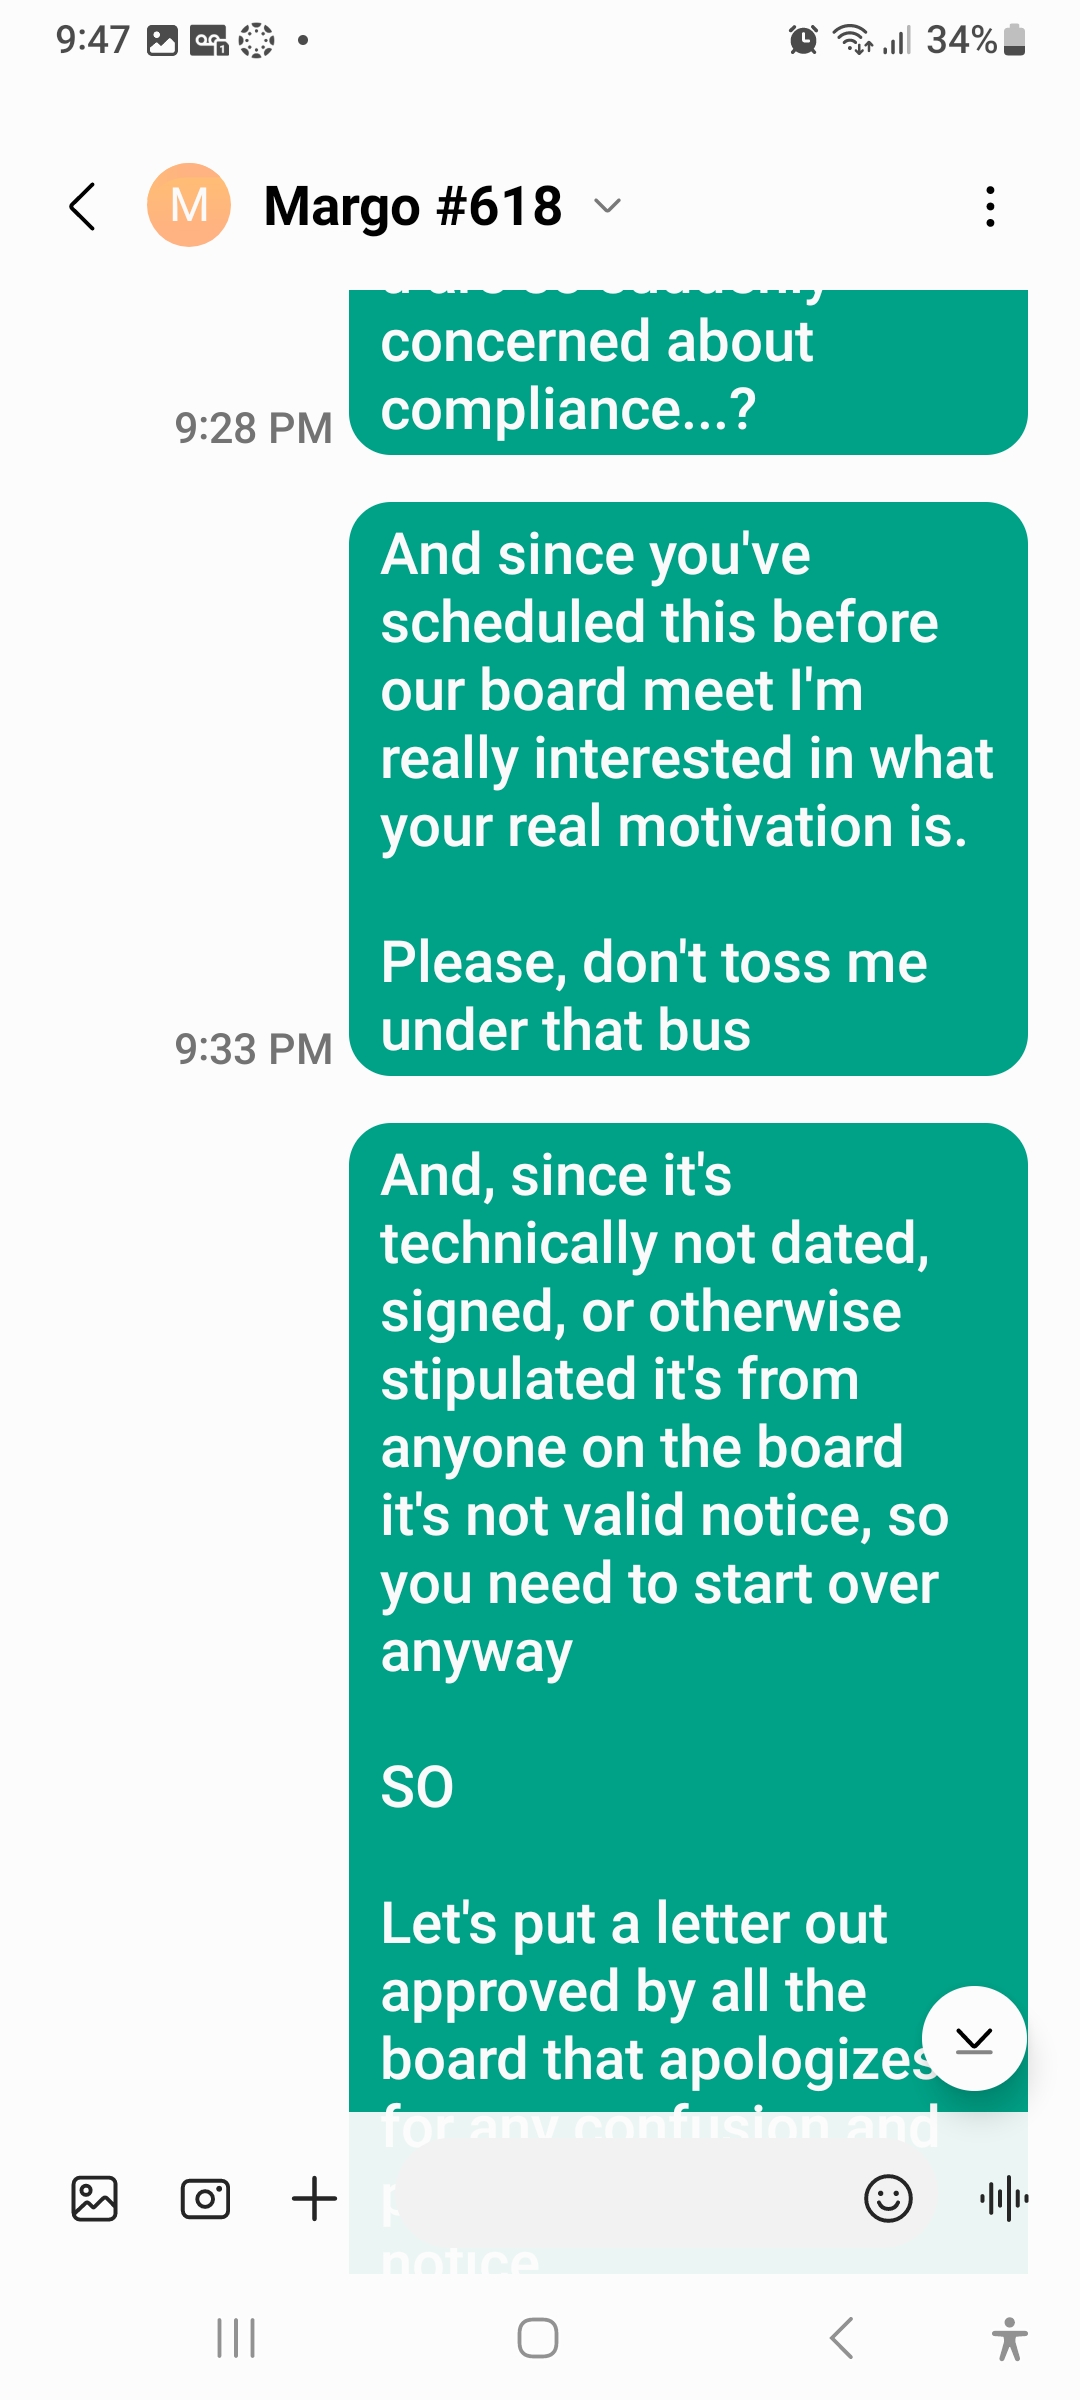 9:47
1
34%
M
Margo #618
concerned about
compliance...?
9:28 PM
And since you've
scheduled this before
our board meet I'm
really interested in what
your real motivation is.
Please, don't toss me
under that bus
9:33 PM
And, since it's
technically not dated,
signed, or otherwise
stipulated it's from
anyone on the board
it's not valid notice, so
you need to start over
anyway
SO
Let's put a letter out
approved by all the
board that apologizes
for any confusion and
notice